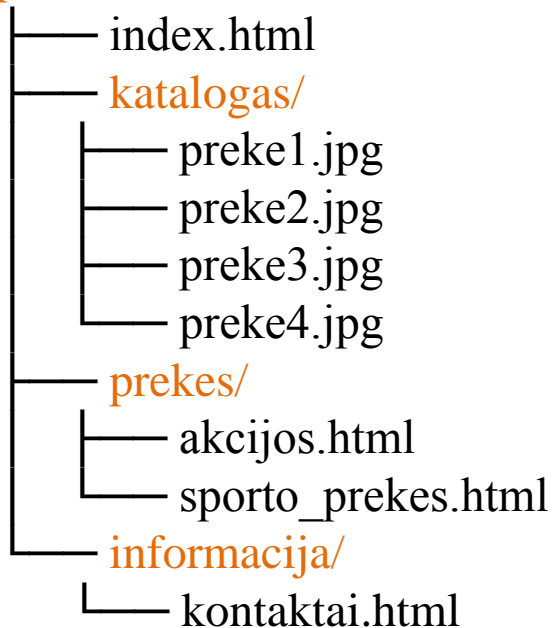 index.html
katalogas/
preke1.jpg
preke2.jpg
preke3.jpg
preke4.jpg
prekes/
akcijos.html
sporto_prekes.html
informacija/
kontaktai.html